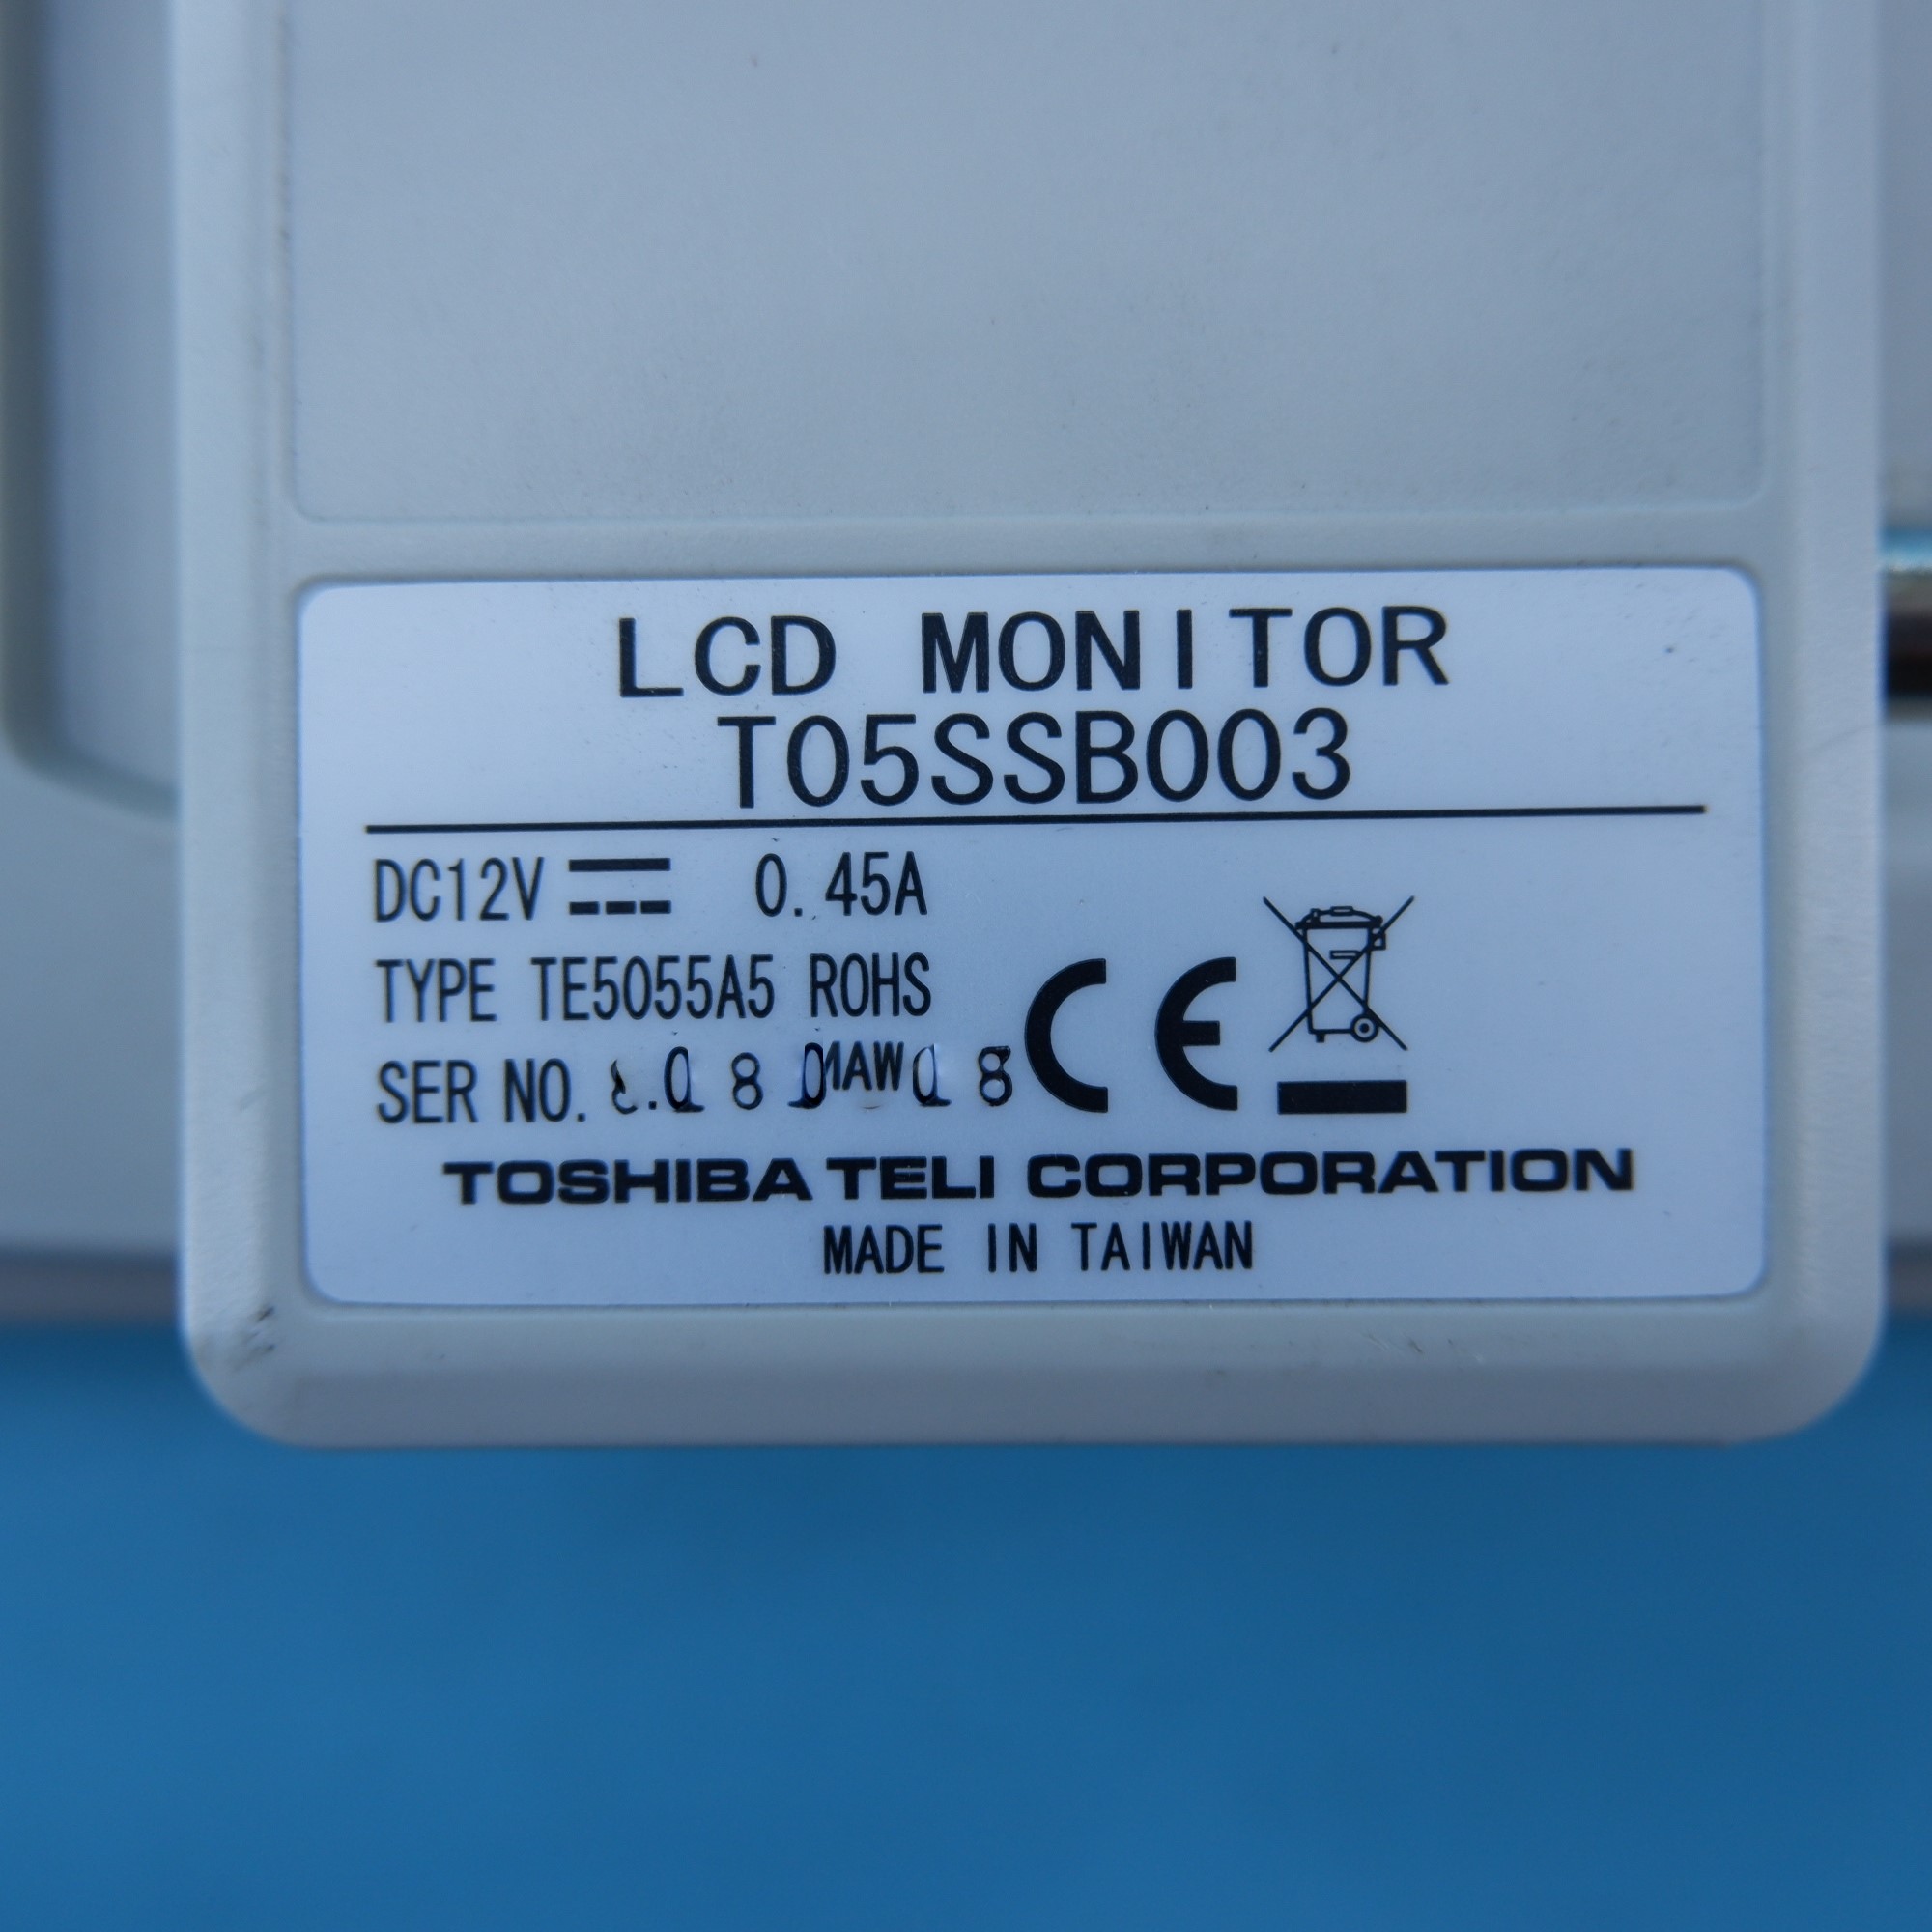 LCD MONITOR
T05SSB003
DC12V 0.45A
TYPE TE5055A5 ROHS
SER NO.
CE
TOSHIBA TELI CORPORATION
MADE IN TAIWAN